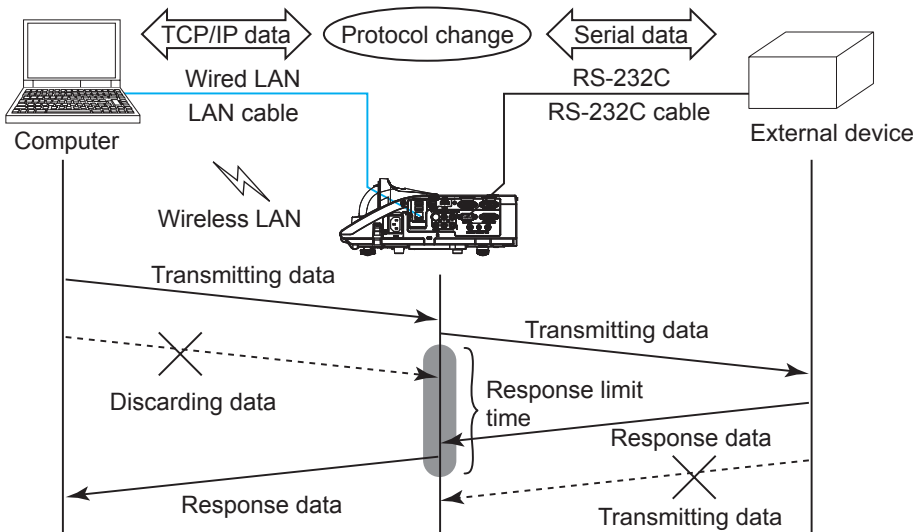 TCP/IP data
Protocol change
Serial data
Wired LAN
LAN cable
RS-232C
RS-232C cable
Computer
External device
Wireless LAN
Transmitting data
Transmitting data
Discarding data
Response limit
time
Response data
Response data
Transmitting data